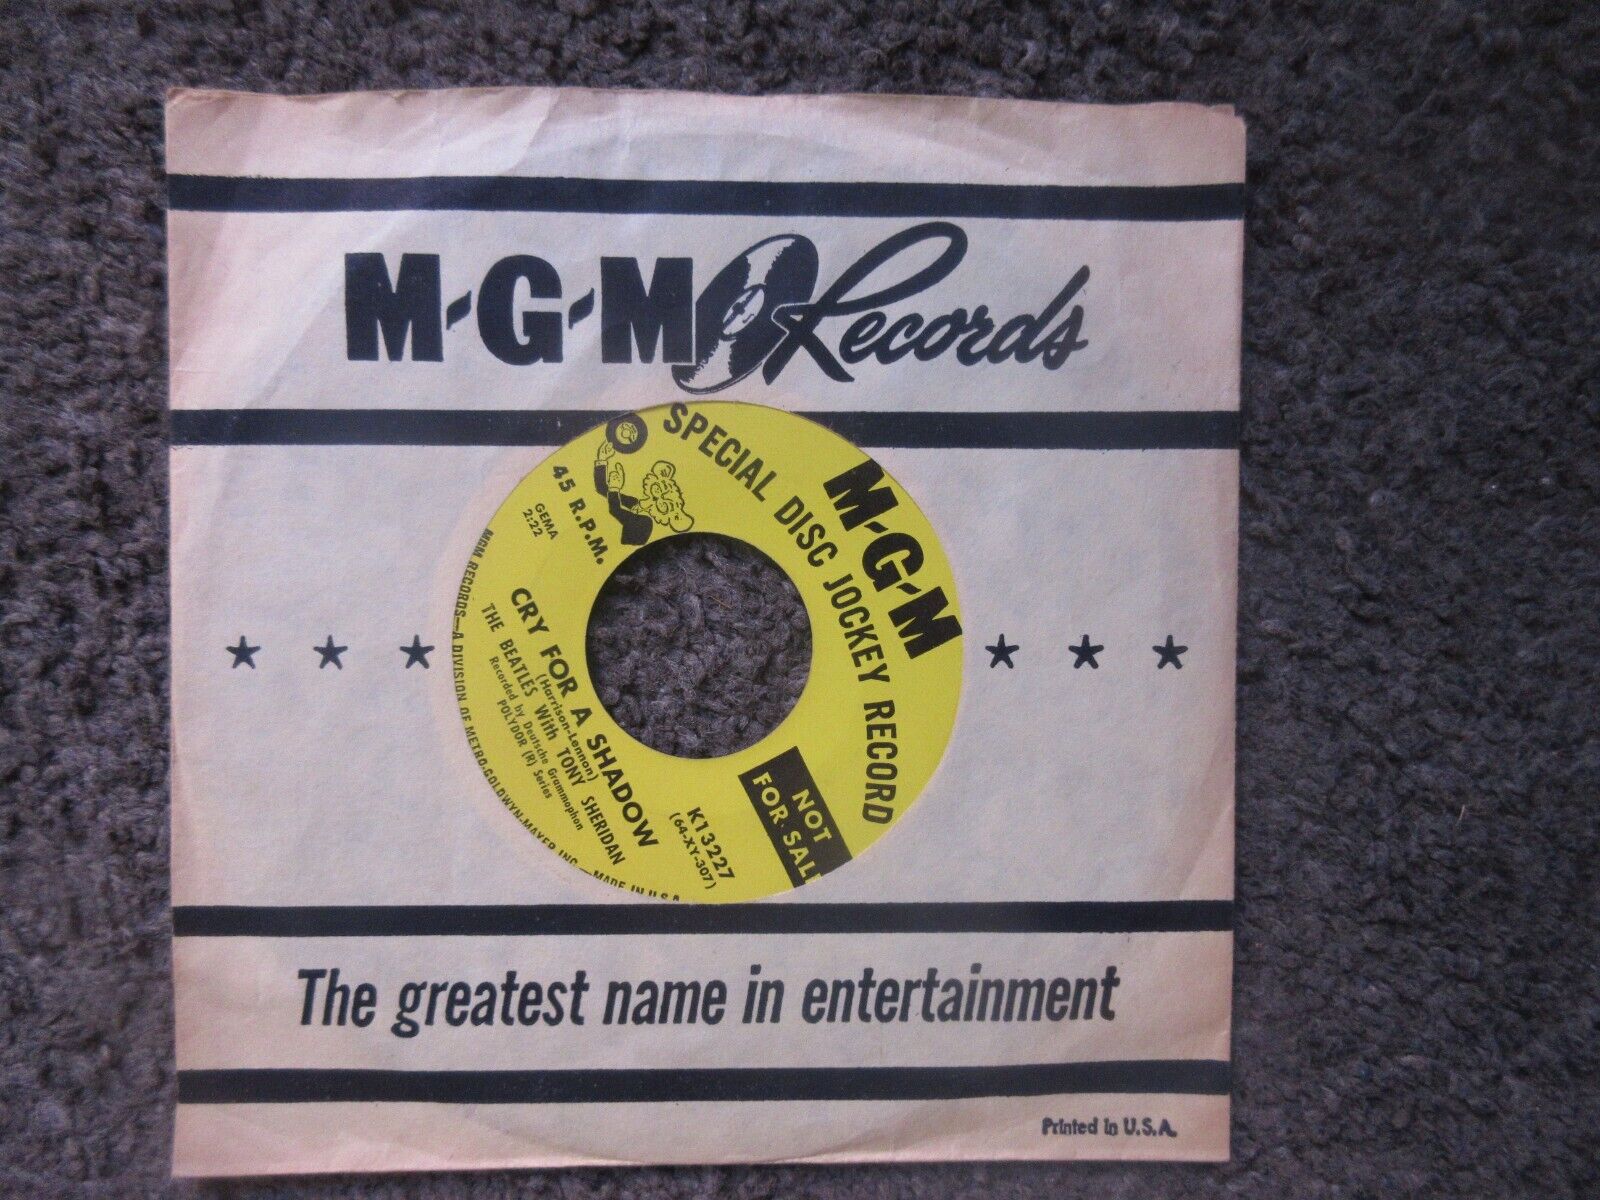 M-G-M Records
M-G-M
SPECIAL DISC JOCKEY RECORD
45 R.P.M.
GEMA
2:22
NOT
FOR SALE
K13227
(64-XY-307)
CRY FOR A SHADOW
(Harrison-Lennon)
THE BEATLES With TONY SHERIDAN
Recorded by Deutsche Grammophon
POLYDOR (R) Series
MGM RECORDS—A DIVISION OF METRO-GOLDWYN-MAYER INC.—MADE IN U.S.A.
The greatest name in entertainment
Printed in U.S.A.